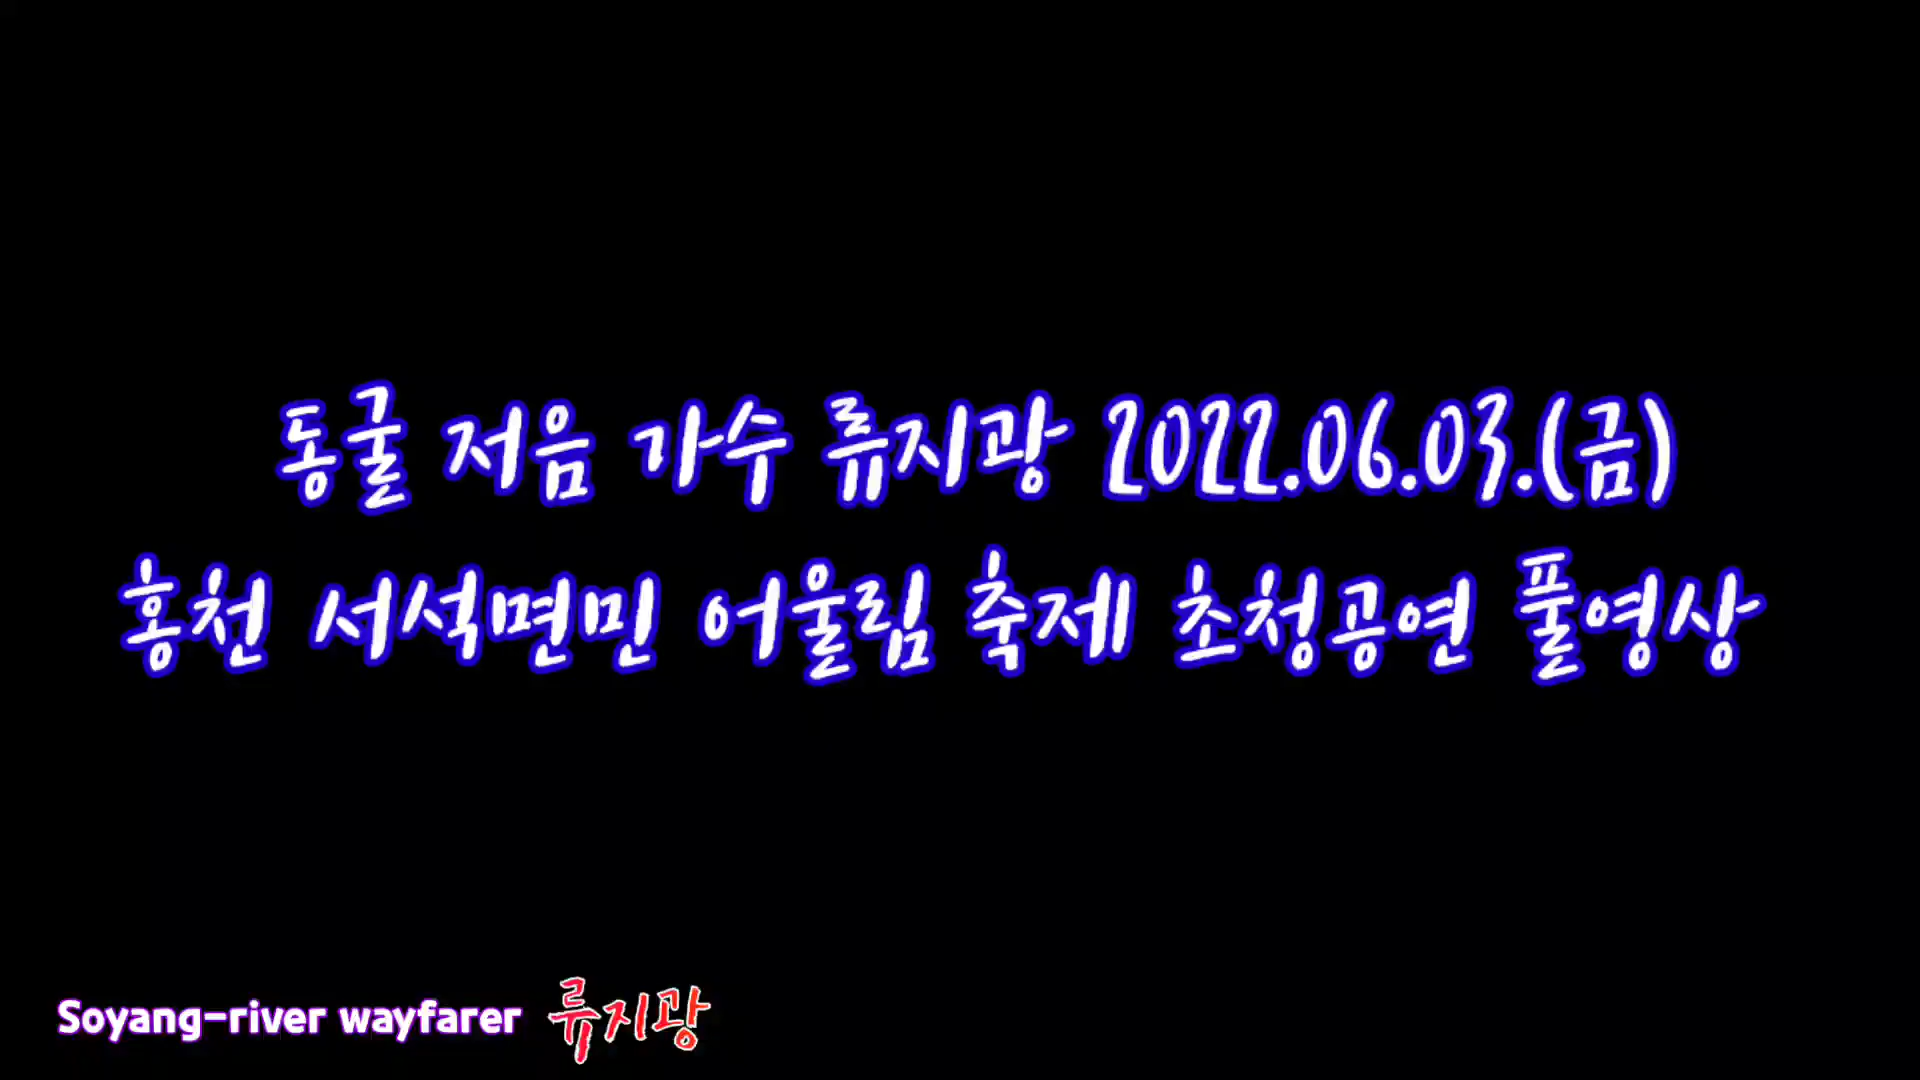 동굴 저음 가수 류지광 2022.06.03.(금)
홍천 서석면민 어울림 축제 초청공연 풀영상
Soyang-river wayfarer 류지광